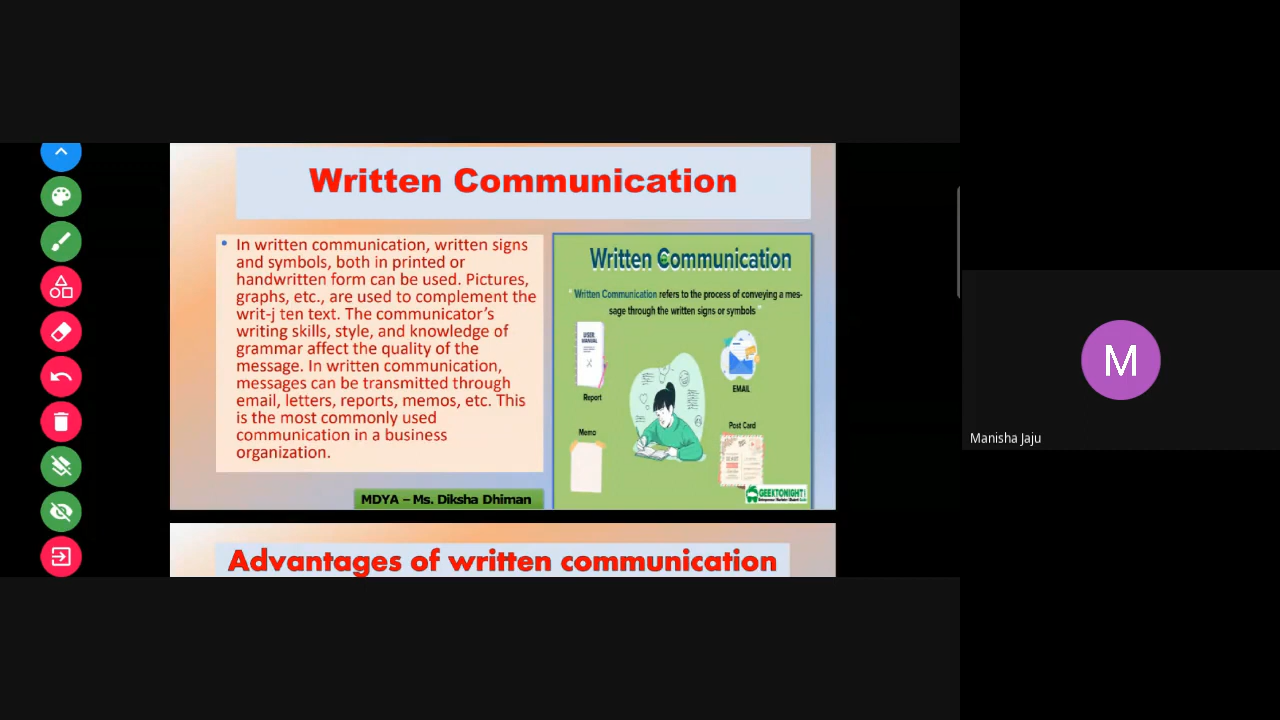 Written Communication
• In written communication, written signs
and symbols, both in printed or
handwritten form can be used. Pictures,
graphs, etc., are used to complement the
writ-j ten text. The communicator's
writing skills, style, and knowledge of
grammar affect the quality of the
message. In written communication,
messages can be transmitted through
email, letters, reports, memos, etc. This
is the most commonly used
communication in a business
organization.
MDYA – Ms. Diksha Dhiman
Written Communication
" Written Communication refers to the process of conveying a mes-
sage through the written signs or symbols "
USER
MANUAL
Report
EMAIL
Memo
Post Card
GEEKTONIGHT!
Advantages of written communication
M
Manisha Jaju